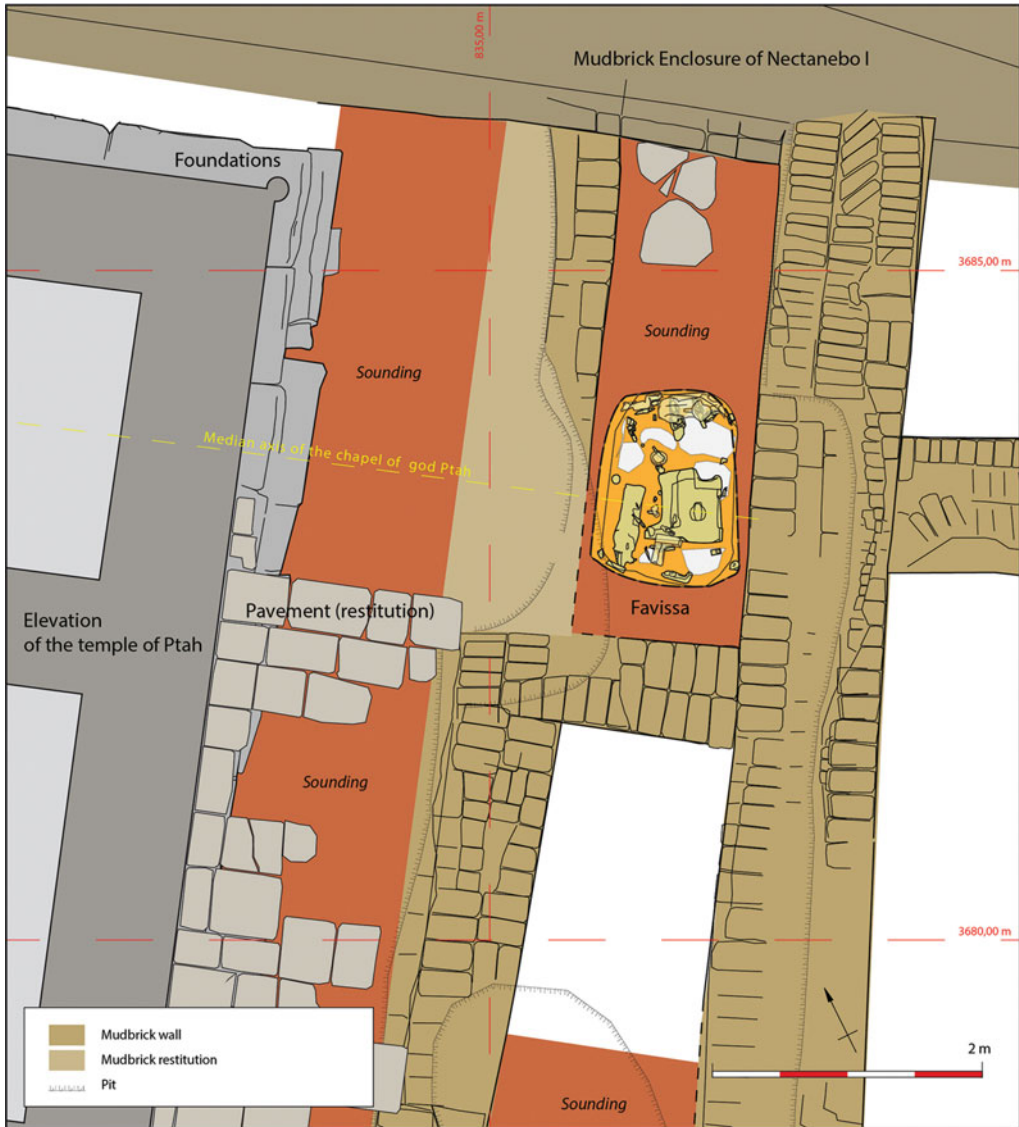 835,00 m
Mudbrick Enclosure of Nectanebo I
Foundations
3685,00 m
Sounding
Sounding
Median axis of the chapel of god Ptah
Favissa
Pavement (restitution)
Elevation
of the temple of Ptah
Sounding
3680,00 m
Mudbrick wall
Mudbrick restitution
Pit
2 m
Sounding